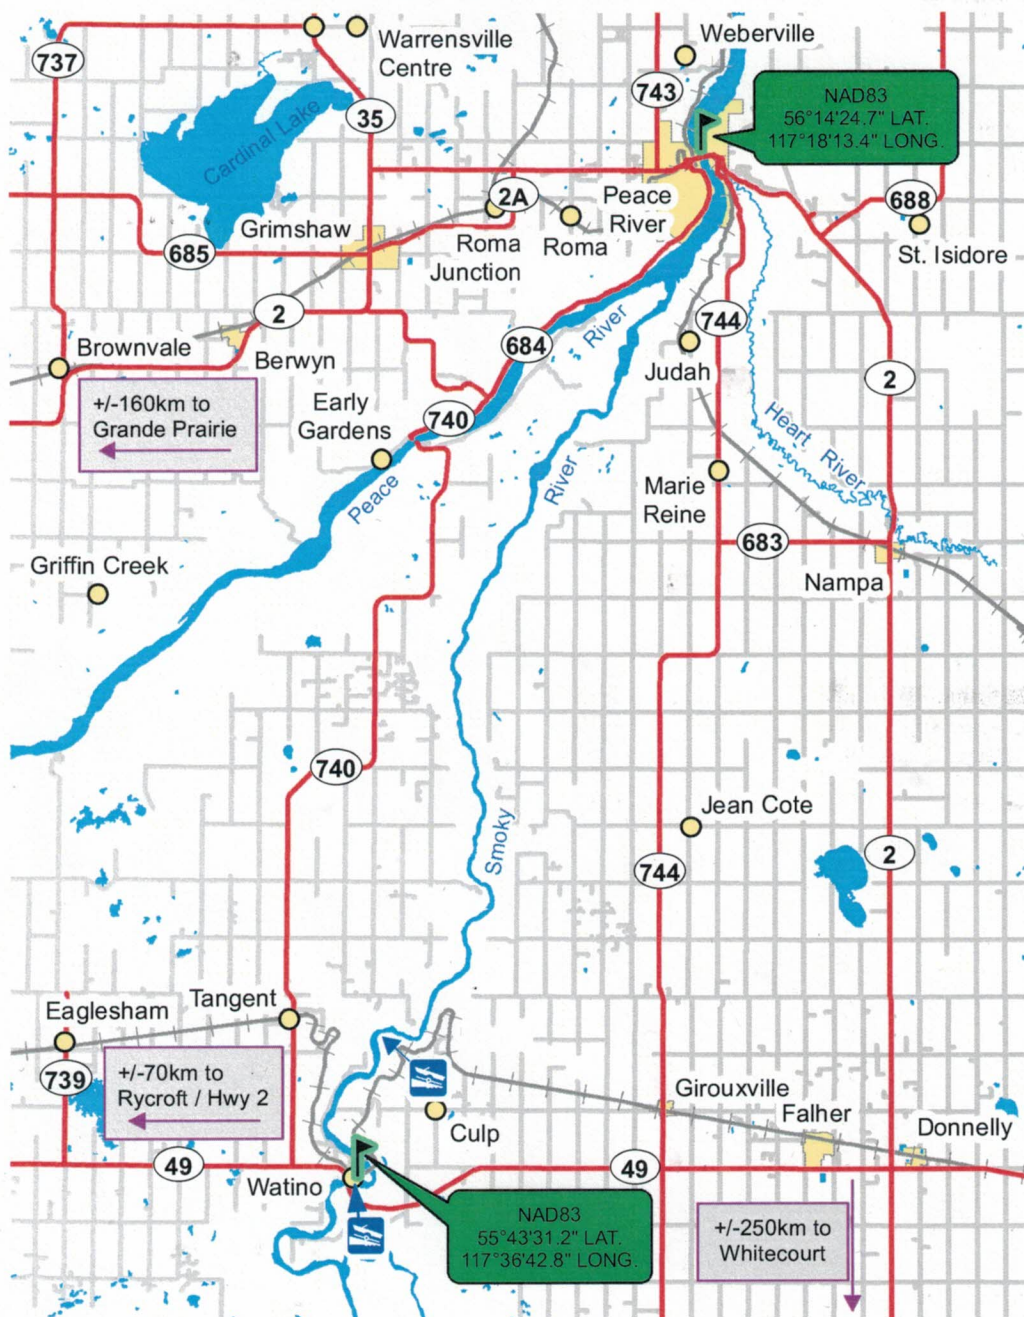 Warrensville
Centre
737
35
Cardinal Lake
Weberville
743
NAD83
56°14'24.7" LAT.
117°18'13.4" LONG.
2A
Peace
River
688
St. Isidore
Grimshaw
685
Roma
Junction
Roma
2
744
Brownvale
Berwyn
684
River
Judah
2
+/-160km to
Grande Prairie
Early
Gardens
740
Heart River
Peace
River
Marie
Reine
683
Nampa
Griffin Creek
740
Smoky
Jean Cote
744
2
Eaglesham
Tangent
739
+/-70km to
Rycroft / Hwy 2
Culp
Girouxville
Falher
Donnelly
49
49
Watino
NAD83
55°43'31.2" LAT.
117°36'42.8" LONG.
+/-250km to
Whitecourt